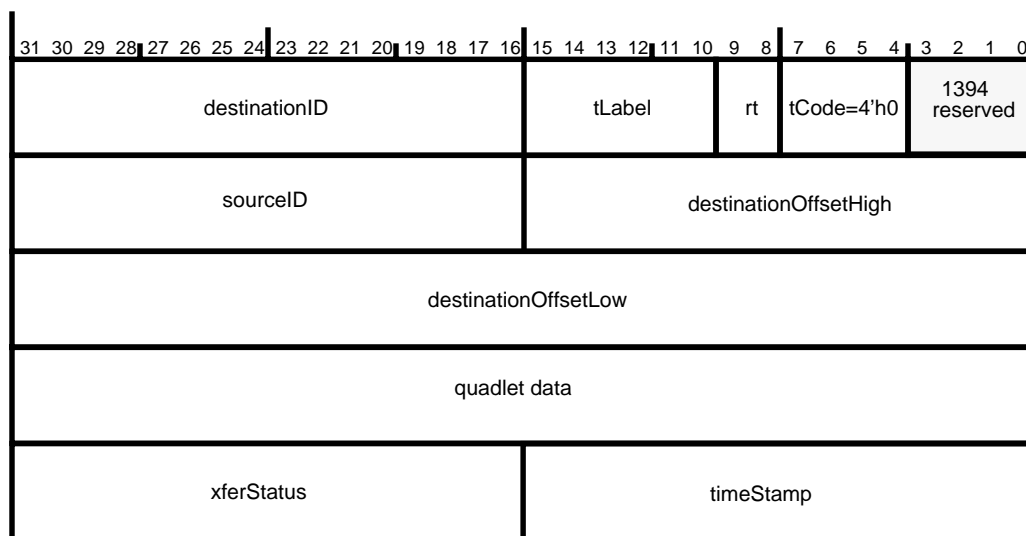 31 30 29 28 27 26 25 24 23 22 21 20 19 18 17 16 15 14 13 12 11 10 9 8 7 6 5 4 3 2 1 0
destinationID tLabel rt tCode=4'h0 1394
reserved
sourceID destinationOffsetHigh
destinationOffsetLow
quadlet data
xferStatus timeStamp